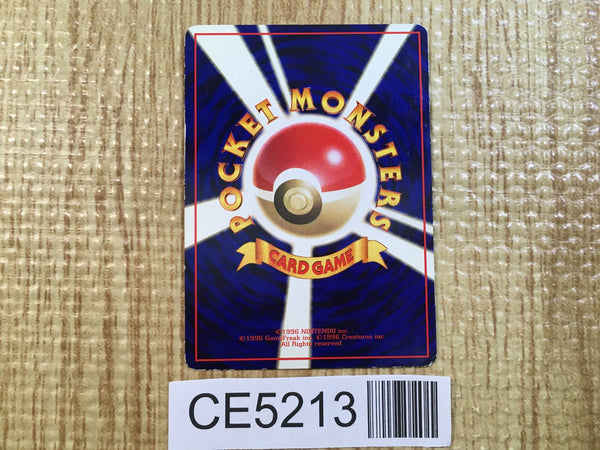 POCKET MONSTERS
CARD GAME
©1996 NINTENDO inc.
©1996 GameFreak inc. ©1996 Creatures inc
All Rights reserved
CE5213